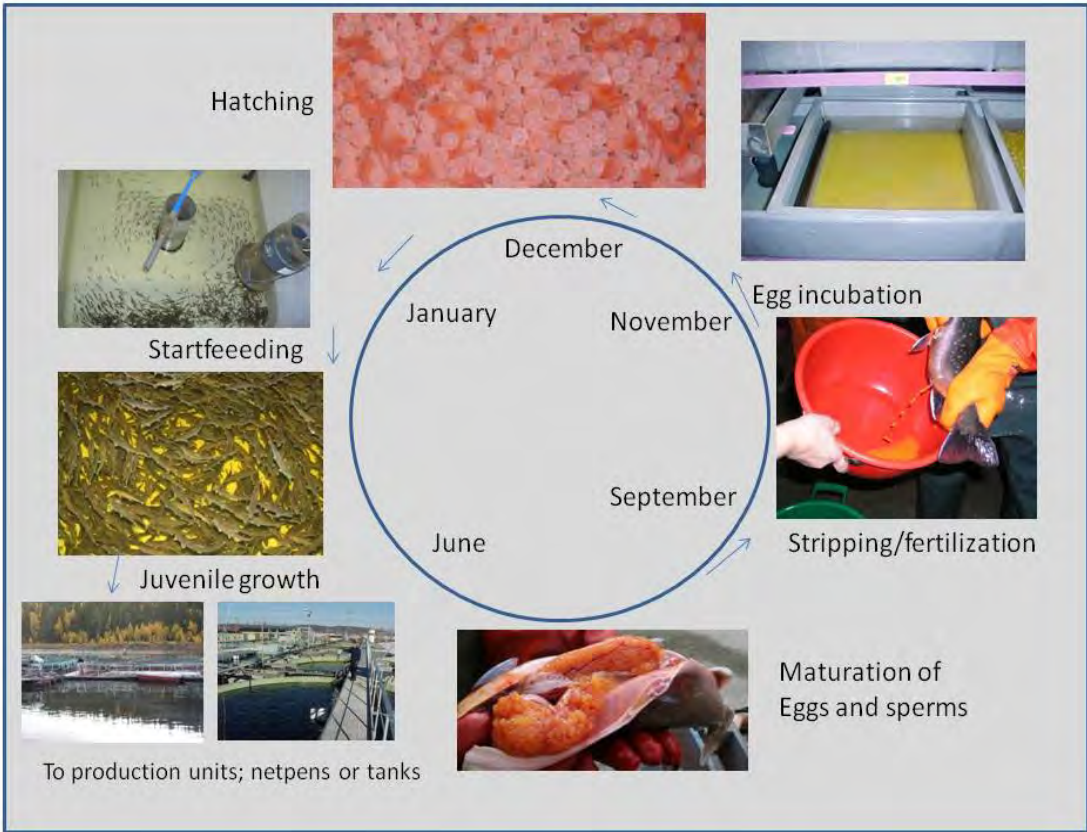 Hatching
December
January
November
Egg incubation
Startfeeeding
September
June
Stripping/fertilization
Juvenile growth
Maturation of
Eggs and sperms
To production units; netpens or tanks